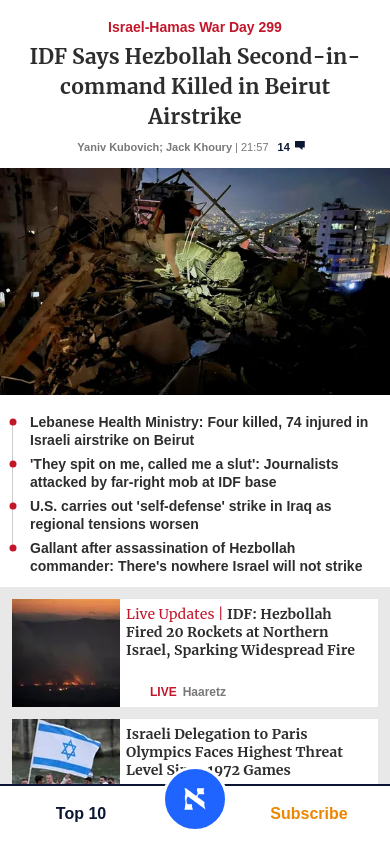 Israel-Hamas War Day 299
IDF Says Hezbollah Second-in-
command Killed in Beirut
Airstrike
Yaniv Kubovich; Jack Khoury | 21:57 14
Lebanese Health Ministry: Four killed, 74 injured in
Israeli airstrike on Beirut
'They spit on me, called me a slut': Journalists
attacked by far-right mob at IDF base
U.S. carries out 'self-defense' strike in Iraq as
regional tensions worsen
Gallant after assassination of Hezbollah
commander: There's nowhere Israel will not strike
Live Updates | IDF: Hezbollah
Fired 20 Rockets at Northern
Israel, Sparking Widespread Fire
LIVE Haaretz
Israeli Delegation to Paris
Olympics Faces Highest Threat
Level Since 1972 Games
Top 10
Subscribe